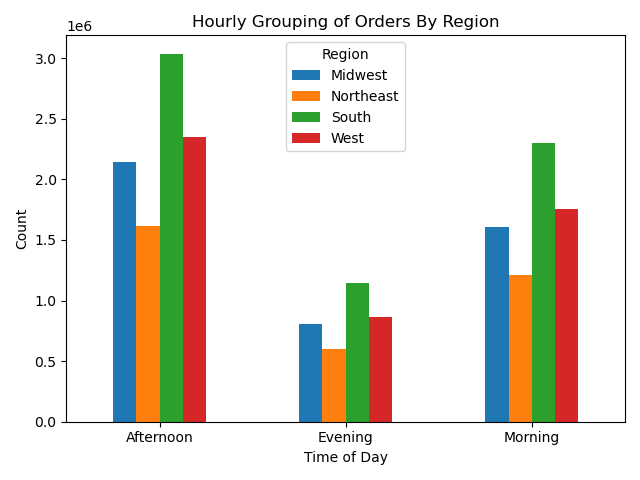 Hourly Grouping of Orders By Region
1e6
3.0
2.5
2.0
1.5
1.0
0.5
0.0
Count
Region
Midwest
Northeast
South
West
Afternoon
Evening
Morning
Time of Day